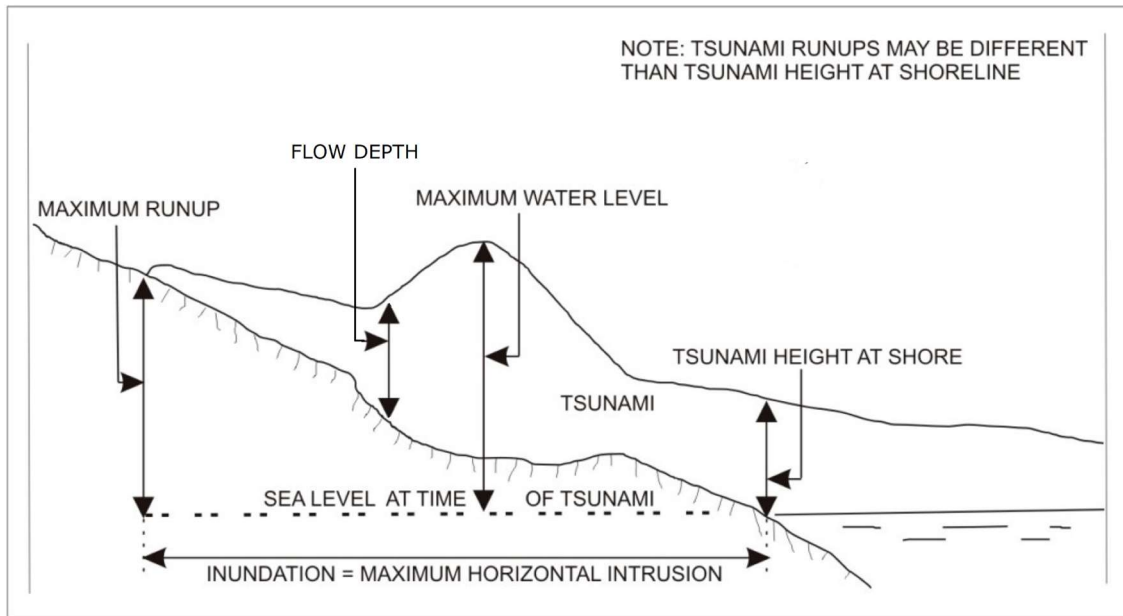 NOTE: TSUNAMI RUNUPS MAY BE DIFFERENT
THAN TSUNAMI HEIGHT AT SHORELINE
FLOW DEPTH
MAXIMUM WATER LEVEL
MAXIMUM RUNUP
TSUNAMI HEIGHT AT SHORE
TSUNAMI
SEA LEVEL AT TIME OF TSUNAMI
INUNDATION = MAXIMUM HORIZONTAL INTRUSION